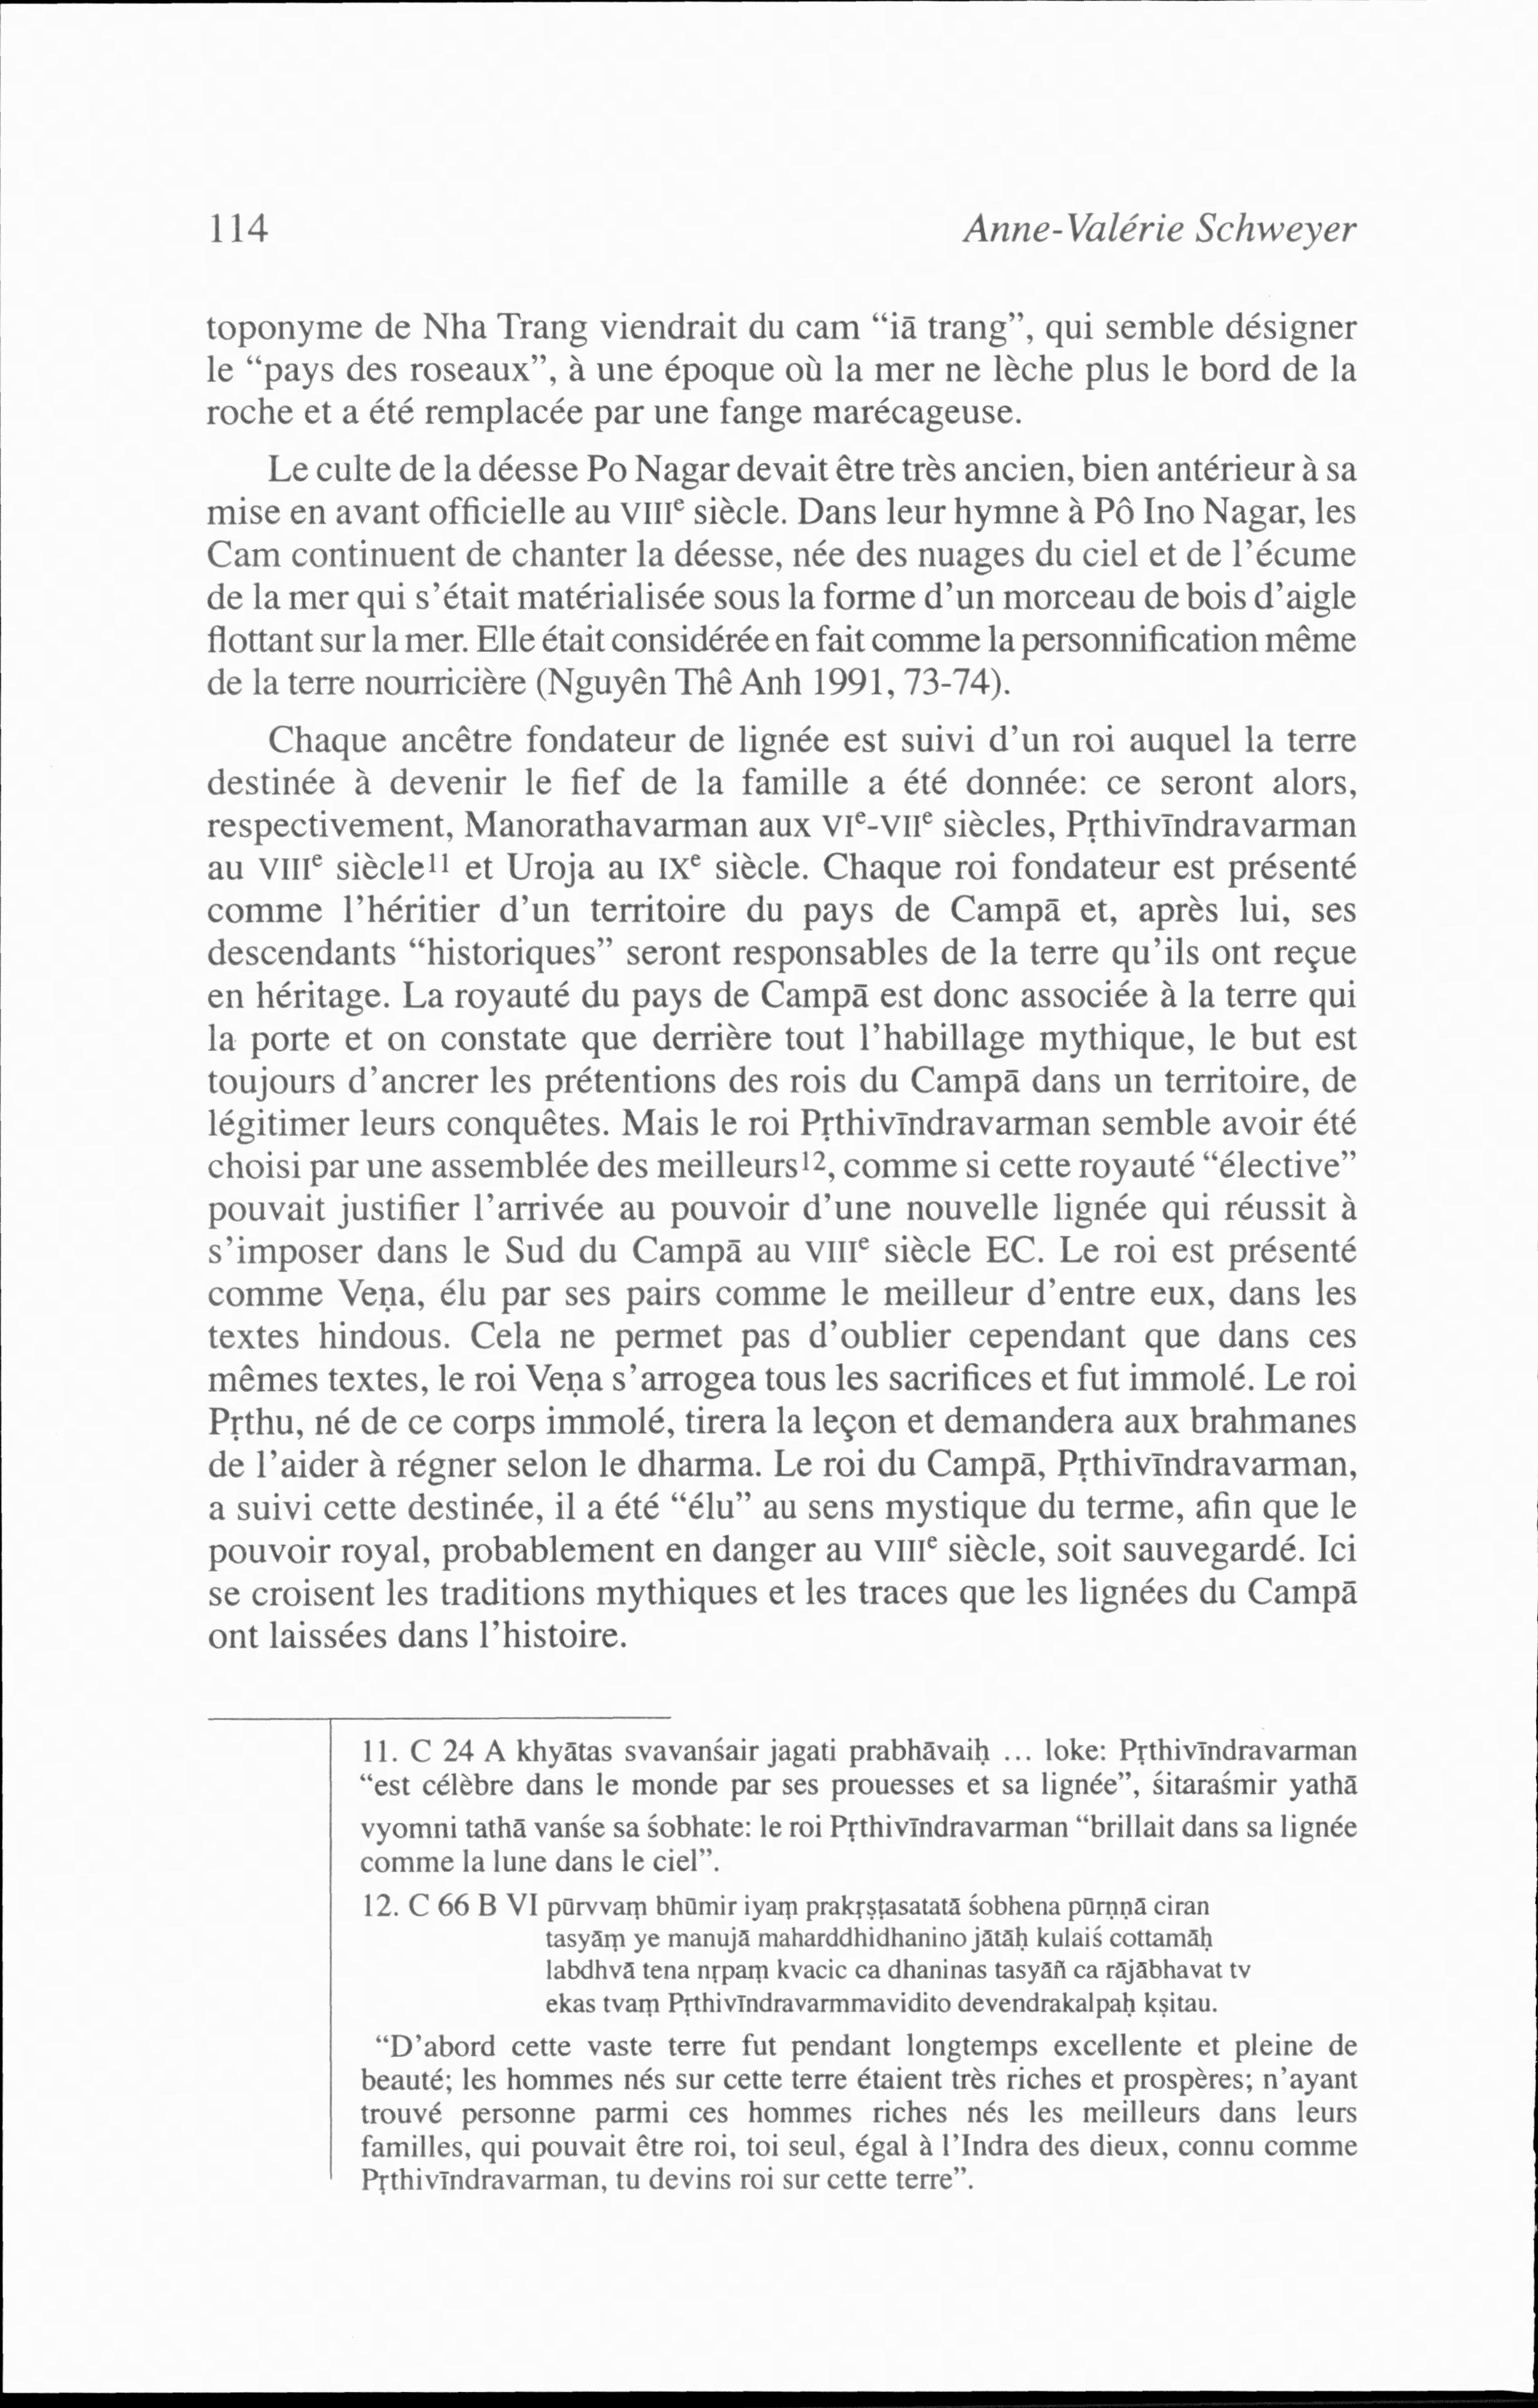 114
Anne-Valérie Schweyer
toponyme de Nha Trang viendrait du cam “iā trang”, qui semble désigner
le “pays des roseaux”, à une époque où la mer ne lèche plus le bord de la
roche et a été remplacée par une fange marécageuse.
Le culte de la déesse Po Nagar devait être très ancien, bien antérieur à sa
mise en avant officielle au VIIIe siècle. Dans leur hymne à Pô Ino Nagar, les
Cam continuent de chanter la déesse, née des nuages du ciel et de l’écume
de la mer qui s’était matérialisée sous la forme d’un morceau de bois d’aigle
flottant sur la mer. Elle était considérée en fait comme la personnification même
de la terre nourricière (Nguyên Thê Anh 1991, 73-74).
Chaque ancêtre fondateur de lignée est suivi d’un roi auquel la terre
destinée à devenir le fief de la famille a été donnée: ce seront alors,
respectivement, Manorathavarman aux VIe-VIIe siècles, Pṛthivīndravarman
au VIIIe siècle11 et Uroja au IXe siècle. Chaque roi fondateur est présenté
comme l’héritier d’un territoire du pays de Campā et, après lui, ses
descendants “historiques” seront responsables de la terre qu’ils ont reçue
en héritage. La royauté du pays de Campā est donc associée à la terre qui
la porte et on constate que derrière tout l’habillage mythique, le but est
toujours d’ancrer les prétentions des rois du Campā dans un territoire, de
légitimer leurs conquêtes. Mais le roi Pṛthivīndravarman semble avoir été
choisi par une assemblée des meilleurs12, comme si cette royauté “élective”
pouvait justifier l’arrivée au pouvoir d’une nouvelle lignée qui réussit à
s’imposer dans le Sud du Campā au VIIIe siècle EC. Le roi est présenté
comme Veṇa, élu par ses pairs comme le meilleur d’entre eux, dans les
textes hindous. Cela ne permet pas d’oublier cependant que dans ces
mêmes textes, le roi Veṇa s’arrogea tous les sacrifices et fut immolé. Le roi
Pṛthu, né de ce corps immolé, tirera la leçon et demandera aux brahmanes
de l’aider à régner selon le dharma. Le roi du Campā, Pṛthivīndravarman,
a suivi cette destinée, il a été “élu” au sens mystique du terme, afin que le
pouvoir royal, probablement en danger au VIIIe siècle, soit sauvegardé. Ici
se croisent les traditions mythiques et les traces que les lignées du Campā
ont laissées dans l’histoire.
11. C 24 A khyātas svavanśair jagati prabhāvaiḥ ... loke: Pṛthivīndravarman
“est célèbre dans le monde par ses prouesses et sa lignée”, śitaraśmir yathā
vyomni tathā vanśe sa śobhate: le roi Pṛthivīndravarman “brillait dans sa lignée
comme la lune dans le ciel”.
12. C 66 B VI pūrvvaṃ bhūmir iyaṃ prakṛṣṭasatatā śobhena pūrṇṇā ciran
tasyāṃ ye manujā maharddhidhanino jātāḥ kulaiś cottamāḥ
labdhvā tena nṛpaṃ kvacic ca dhaninas tasyāñ ca rājābhavat tv
ekas tvaṃ Pṛthivīndravarmmavidito devendrakalpaḥ kṣitau.
“D’abord cette vaste terre fut pendant longtemps excellente et pleine de
beauté; les hommes nés sur cette terre étaient très riches et prospères; n’ayant
trouvé personne parmi ces hommes riches nés les meilleurs dans leurs
familles, qui pouvait être roi, toi seul, égal à l’Indra des dieux, connu comme
Pṛthivīndravarman, tu devins roi sur cette terre”.